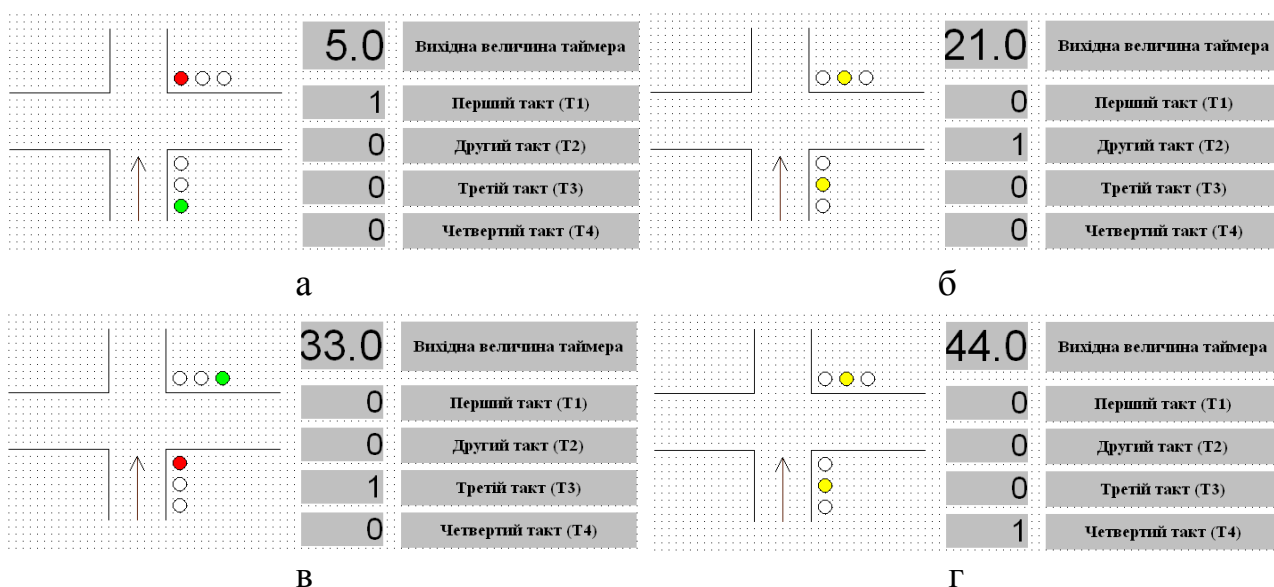 5.0 Вихідна величина таймера
1 Перший такт (Т1)
0 Другий такт (Т2)
0 Третій такт (Т3)
0 Четвертий такт (Т4)
а
21.0 Вихідна величина таймера
0 Перший такт (Т1)
1 Другий такт (Т2)
0 Третій такт (Т3)
0 Четвертий такт (Т4)
б
33.0 Вихідна величина таймера
0 Перший такт (Т1)
0 Другий такт (Т2)
1 Третій такт (Т3)
0 Четвертий такт (Т4)
в
44.0 Вихідна величина таймера
0 Перший такт (Т1)
0 Другий такт (Т2)
0 Третій такт (Т3)
1 Четвертий такт (Т4)
г